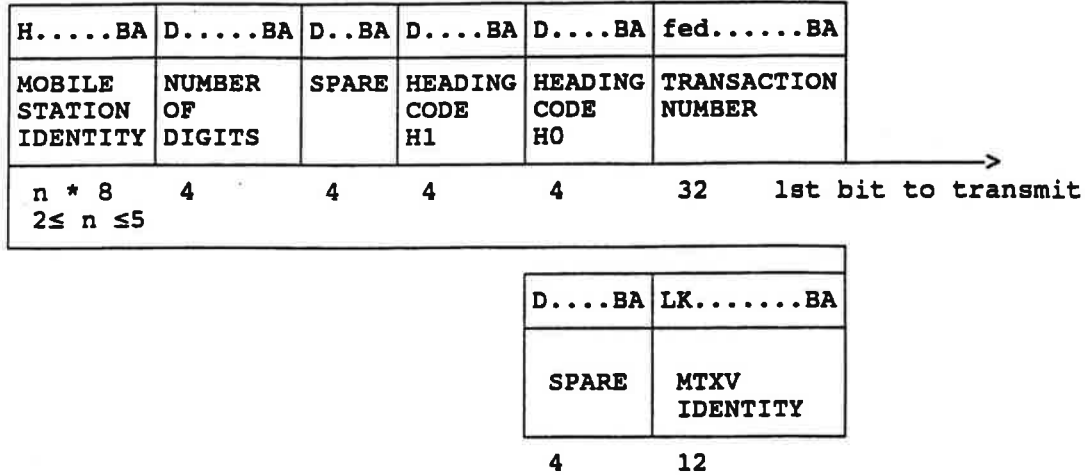 H.....BA D.....BA D..BA D....BA D....BA fed......BA
MOBILE NUMBER SPARE HEADING HEADING TRANSACTION
STATION OF CODE CODE NUMBER
IDENTITY DIGITS H1 H0
n * 8 4 4 4 4 32 1st bit to transmit
2≤ n ≤5
D....BA LK.......BA
SPARE MTXV
IDENTITY
4 12